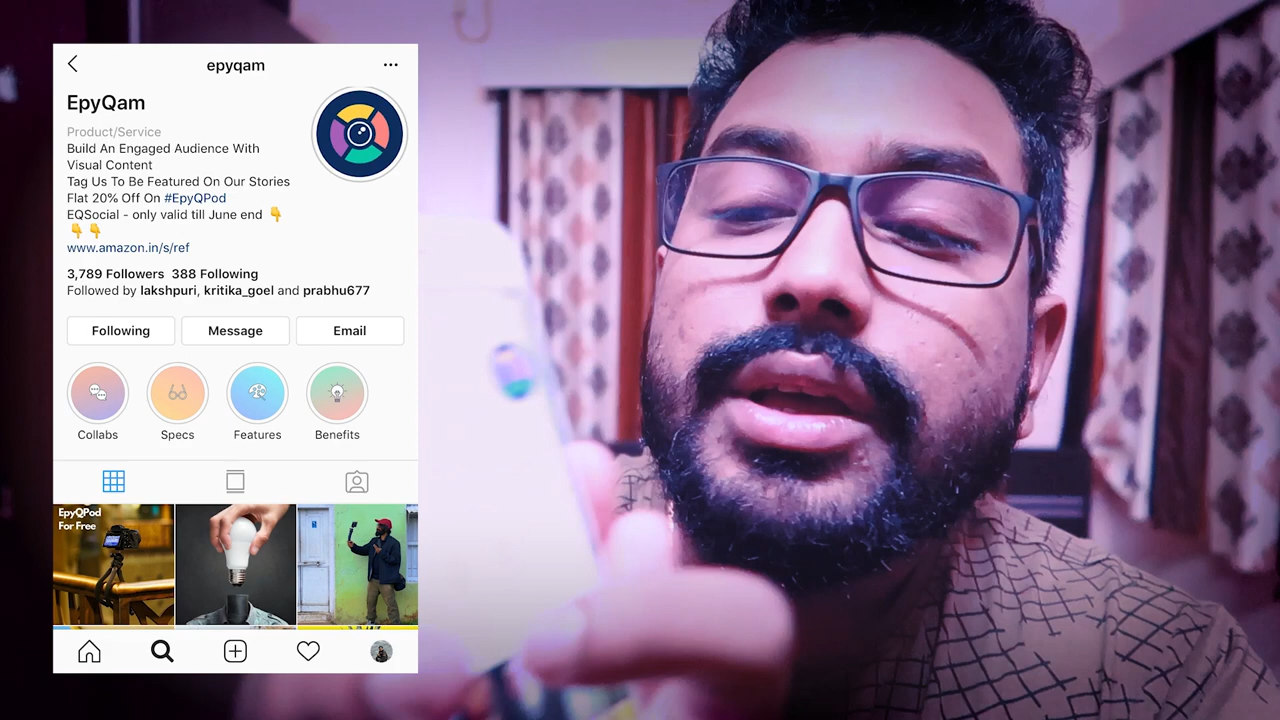 epyqam
EpyQam
Product/Service
Build An Engaged Audience With
Visual Content
Tag Us To Be Featured On Our Stories
Flat 20% Off On #EpyQPod
EQSocial - only valid till June end 👇
👇👇
www.amazon.in/s/ref
3,789 Followers 388 Following
Followed by lakshpuri, kritika_goel and prabhu677
Following Message Email
Collabs Specs Features Benefits
EpyQPod
For Free